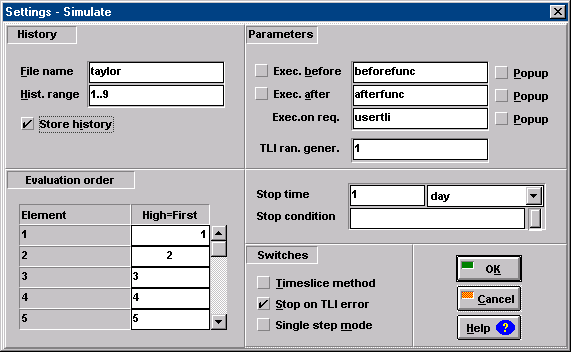 Settings - Simulate
History
File name taylor
Hist. range 1..9
Store history
Parameters
Exec. before beforefunc Popup
Exec. after afterfunc Popup
Exec.on req. usertli Popup
TLI ran. gener. 1
Evaluation order
Element High=First
1 1
2 2
3 3
4 4
5 5
Stop time 1 day
Stop condition
Switches
Timeslice method
Stop on TLI error
Single step mode
OK
Cancel
Help ?